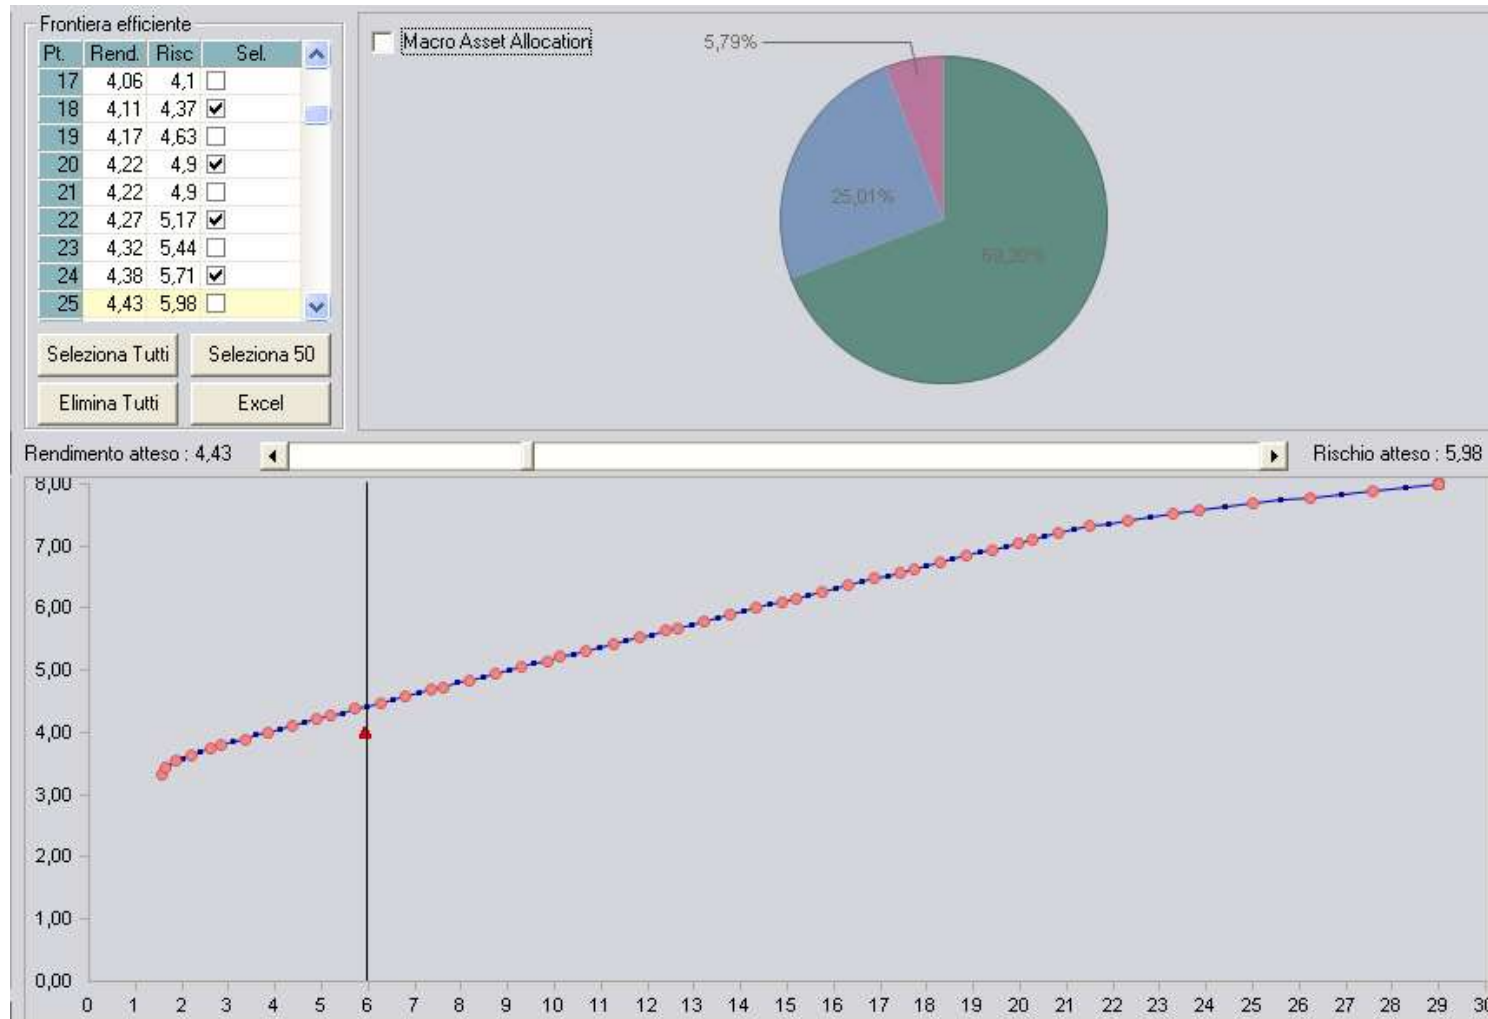 Frontiera efficiente
Pt. Rend. Risc Sel.
17 4,06 4,1
18 4,11 4,37
19 4,17 4,63
20 4,22 4,9
21 4,22 4,9
22 4,27 5,17
23 4,32 5,44
24 4,38 5,71
25 4,43 5,98
Seleziona Tutti Seleziona 50
Elimina Tutti Excel
Macro Asset Allocation
5,79%
25,01%
69,20%
Rendimento atteso : 4,43
Rischio atteso : 5,98
8,00
7,00
6,00
5,00
4,00
3,00
2,00
1,00
0,00
0 1 2 3 4 5 6 7 8 9 10 11 12 13 14 15 16 17 18 19 20 21 22 23 24 25 26 27 28 29 30